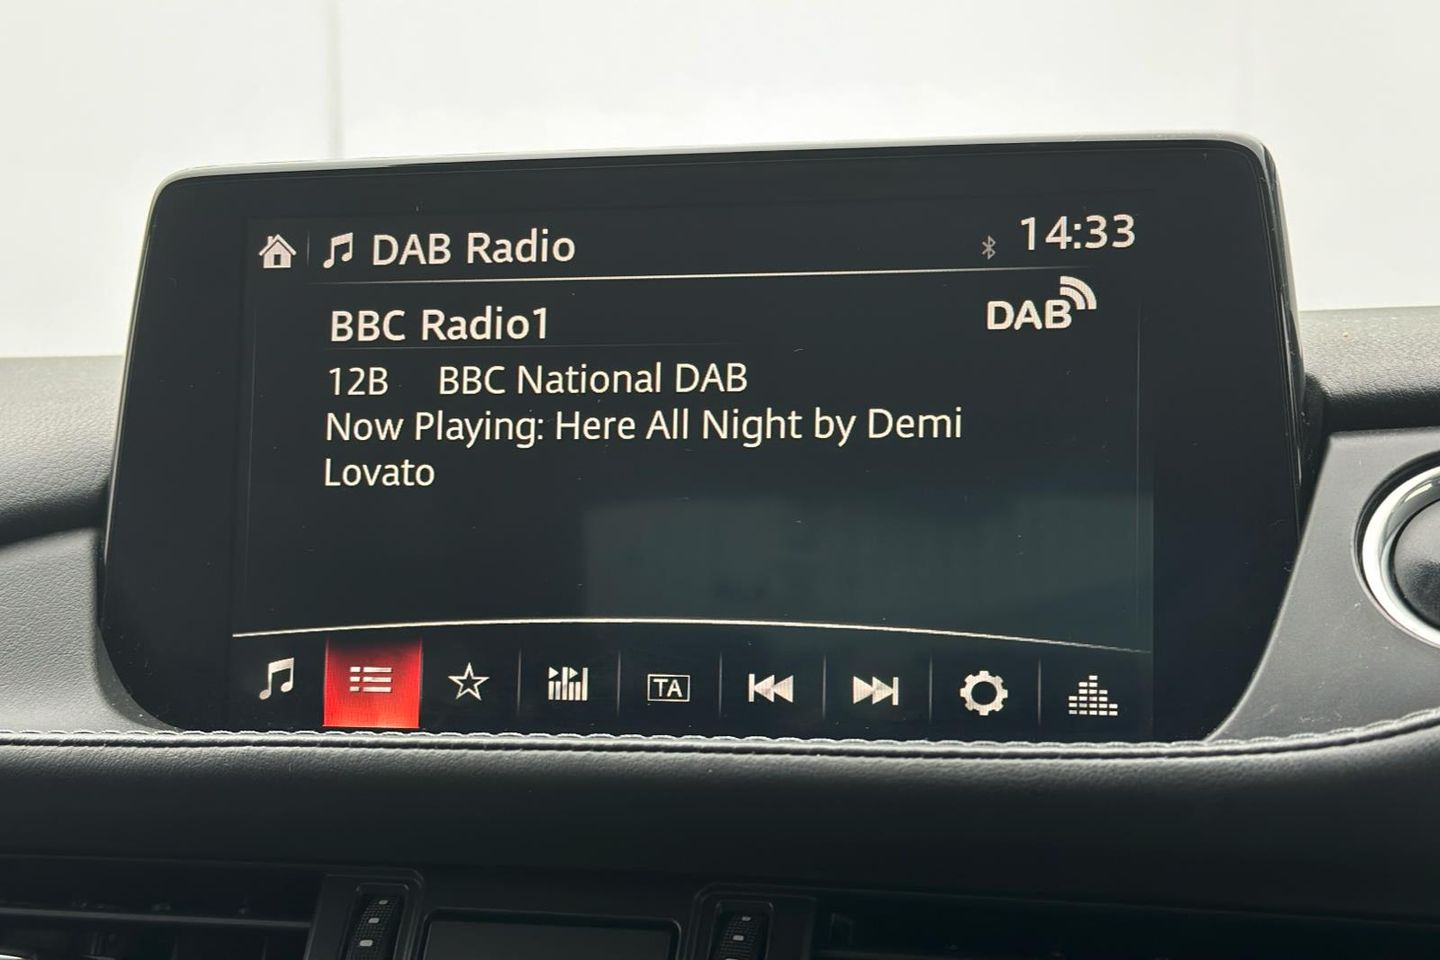 DAB Radio
14:33
BBC Radio1
DAB
12B BBC National DAB
Now Playing: Here All Night by Demi
Lovato
TA